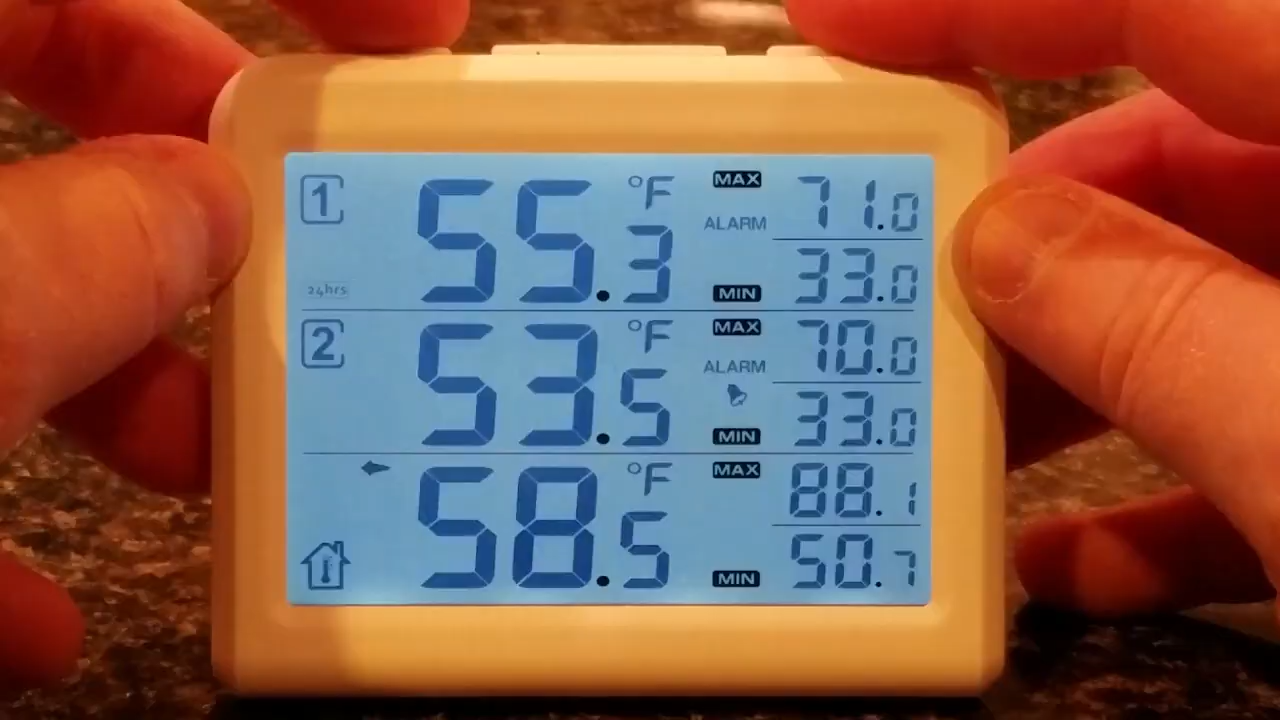 1 55.3 °F MAX 71.0
ALARM
24hrs MIN 33.0
2 53.5 °F MAX 70.0
ALARM
MIN 33.0
58.5 °F MAX 88.1
MIN 50.7